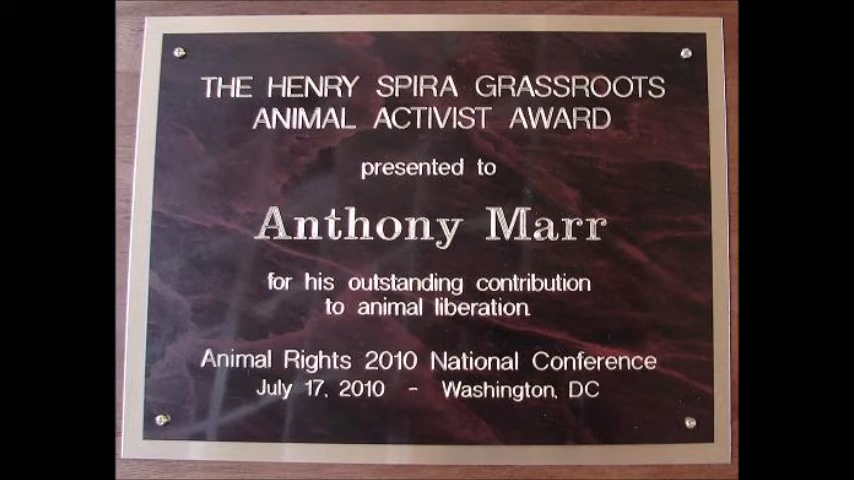 THE HENRY SPIRA GRASSROOTS
ANIMAL ACTIVIST AWARD
presented to
Anthony Marr
for his outstanding contribution
to animal liberation.
Animal Rights 2010 National Conference
July 17, 2010 - Washington, DC